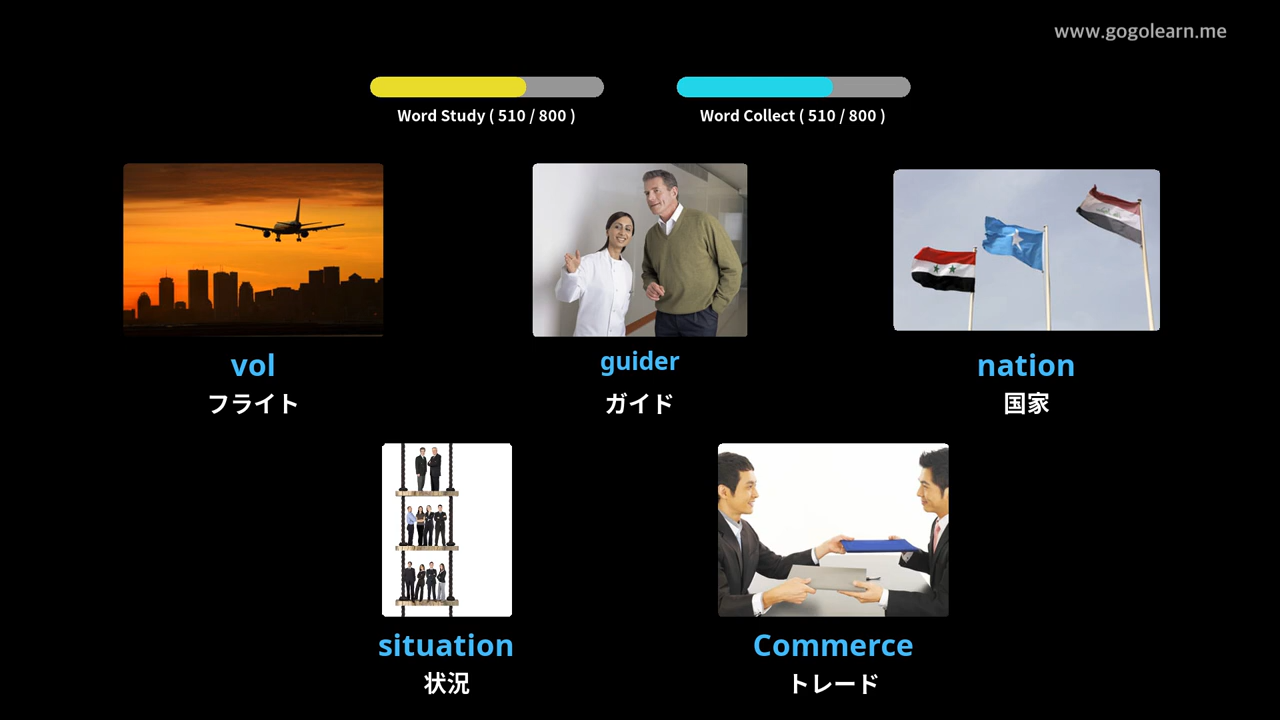 www.gogolearn.me
Word Study ( 510 / 800 )
Word Collect ( 510 / 800 )
vol
フライト
guider
ガイド
nation
国家
situation
状況
Commerce
トレード